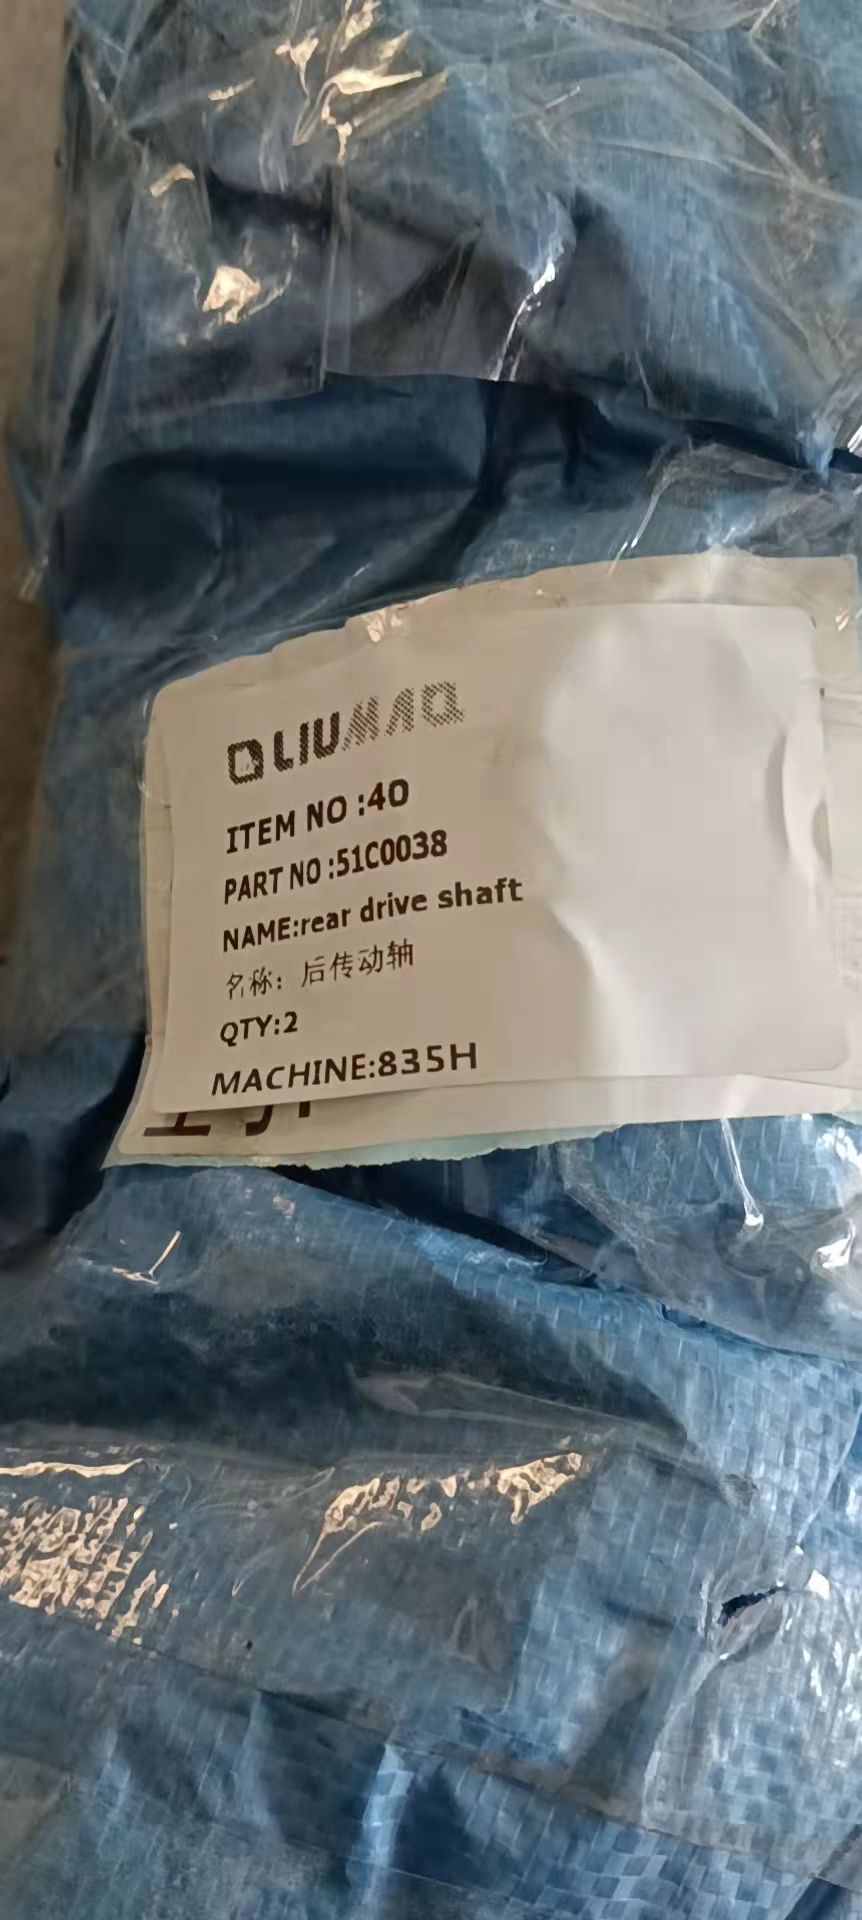 LIUMAQ
ITEM NO :40
PART NO :51C0038
NAME:rear drive shaft
名称：后传动轴
QTY:2
MACHINE:835H